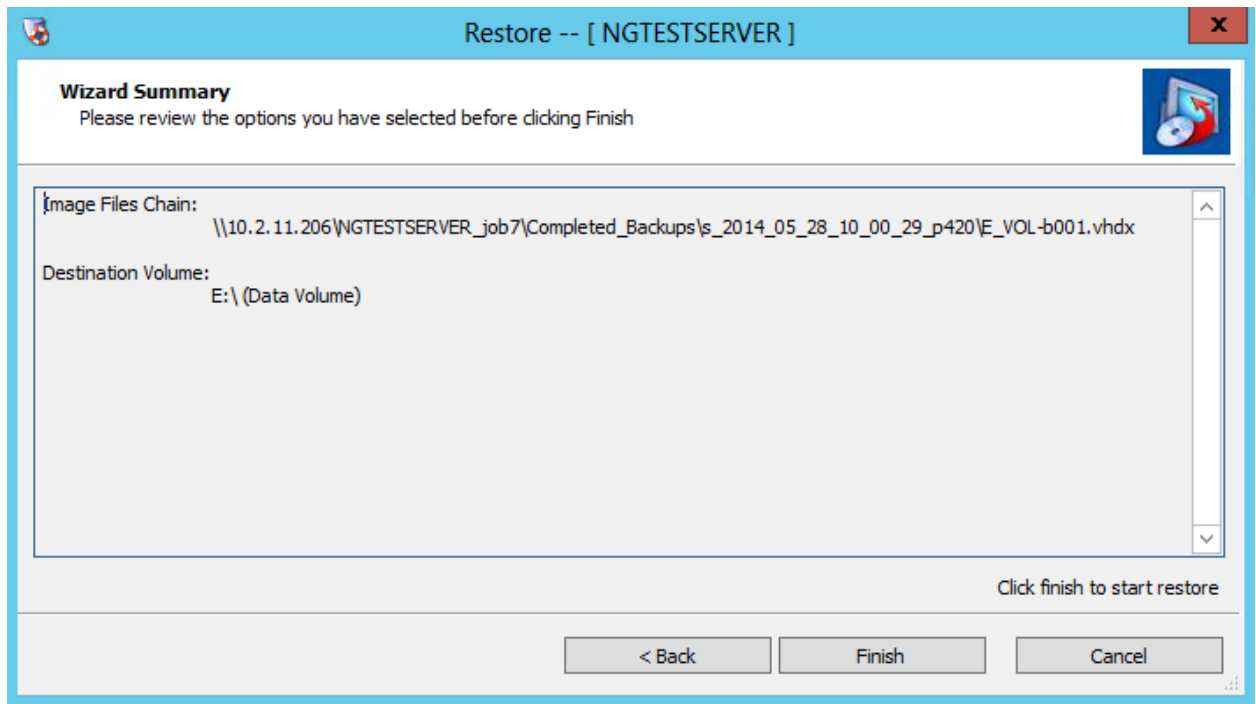 Restore -- [ NGTESTSERVER ]
x
Wizard Summary
Please review the options you have selected before clicking Finish
Image Files Chain:
\\10.2.11.206\NGTESTSERVER_job7\Completed_Backups\s_2014_05_28_10_00_29_p420\E_VOL-b001.vhdx
Destination Volume:
E:\ (Data Volume)
Click finish to start restore
< Back
Finish
Cancel